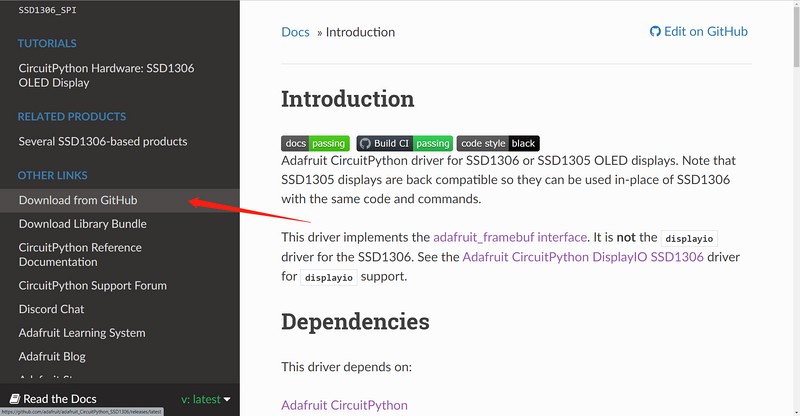 SSD1306_SPI
TUTORIALS
CircuitPython Hardware: SSD1306
OLED Display
RELATED PRODUCTS
Several SSD1306-based products
OTHER LINKS
Download from GitHub
Download Library Bundle
CircuitPython Reference
Documentation
CircuitPython Support Forum
Discord Chat
Adafruit Learning System
Adafruit Blog
Read the Docs
v: latest
https://github.com/adafruit/Adafruit_CircuitPython_SSD1306/releases/latest
Docs » Introduction
Edit on GitHub
Introduction
docs passing Build CI passing code style black
Adafruit CircuitPython driver for SSD1306 or SSD1305 OLED displays. Note that
SSD1305 displays are back compatible so they can be used in-place of SSD1306
with the same code and commands.
This driver implements the adafruit_framebuf interface. It is not the displayio
driver for the SSD1306. See the Adafruit CircuitPython DisplayIO SSD1306 driver
for displayio support.
Dependencies
This driver depends on:
Adafruit CircuitPython